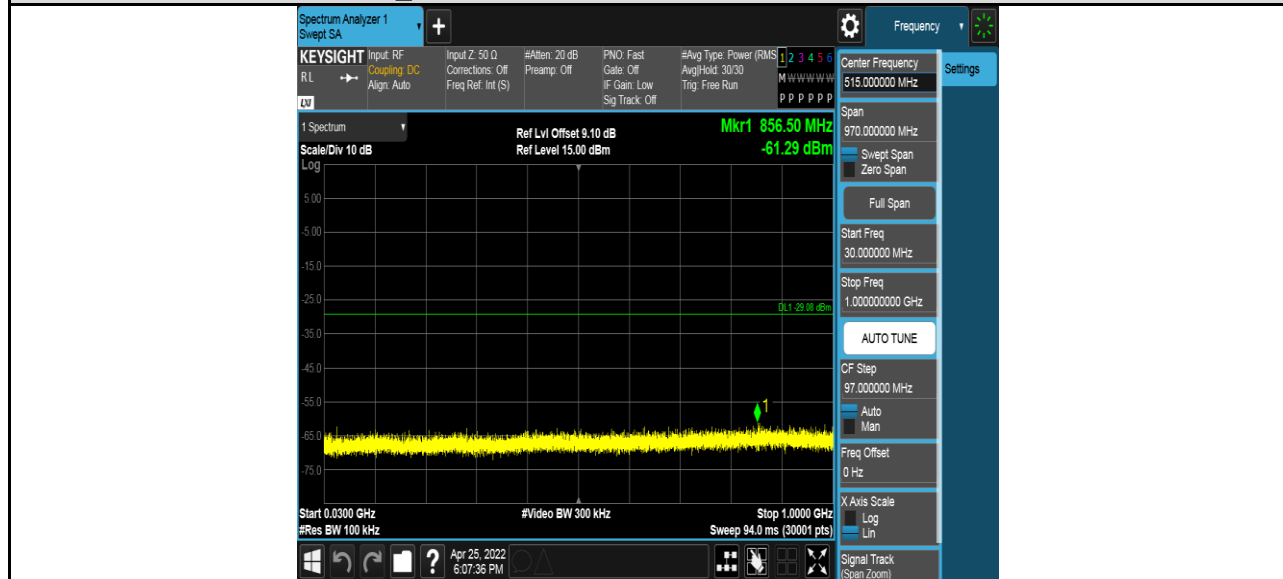 Spectrum Analyzer 1
Swept SA
+
Frequency
KEYSIGHT
RL
LXI
Input: RF
Coupling: DC
Align: Auto
Input Z: 50 Ω
Corrections: Off
Freq Ref: Int (S)
#Atten: 20 dB
Preamp: Off
PNO: Fast
Gate: Off
IF Gain: Low
Sig Track: Off
#Avg Type: Power (RMS
Avg|Hold: 30/30
Trig: Free Run
1 2 3 4 5 6
M W W W W W
P P P P P P
1 Spectrum
Scale/Div 10 dB
Log
Ref Lvl Offset 9.10 dB
Ref Level 15.00 dBm
Mkr1 856.50 MHz
-61.29 dBm
5.00
-5.00
-15.0
-25.0
DL1 -29.08 dBm
-35.0
-45.0
-55.0
1
-65.0
-75.0
Start 0.0300 GHz
#Res BW 100 kHz
#Video BW 300 kHz
Stop 1.0000 GHz
Sweep 94.0 ms (30001 pts)
?
Apr 25, 2022
6:07:36 PM
Center Frequency
515.000000 MHz
Settings
Span
970.000000 MHz
Swept Span
Zero Span
Full Span
Start Freq
30.000000 MHz
Stop Freq
1.000000000 GHz
AUTO TUNE
CF Step
97.000000 MHz
Auto
Man
Freq Offset
0 Hz
X Axis Scale
Log
Lin
Signal Track
(Span Zoom)